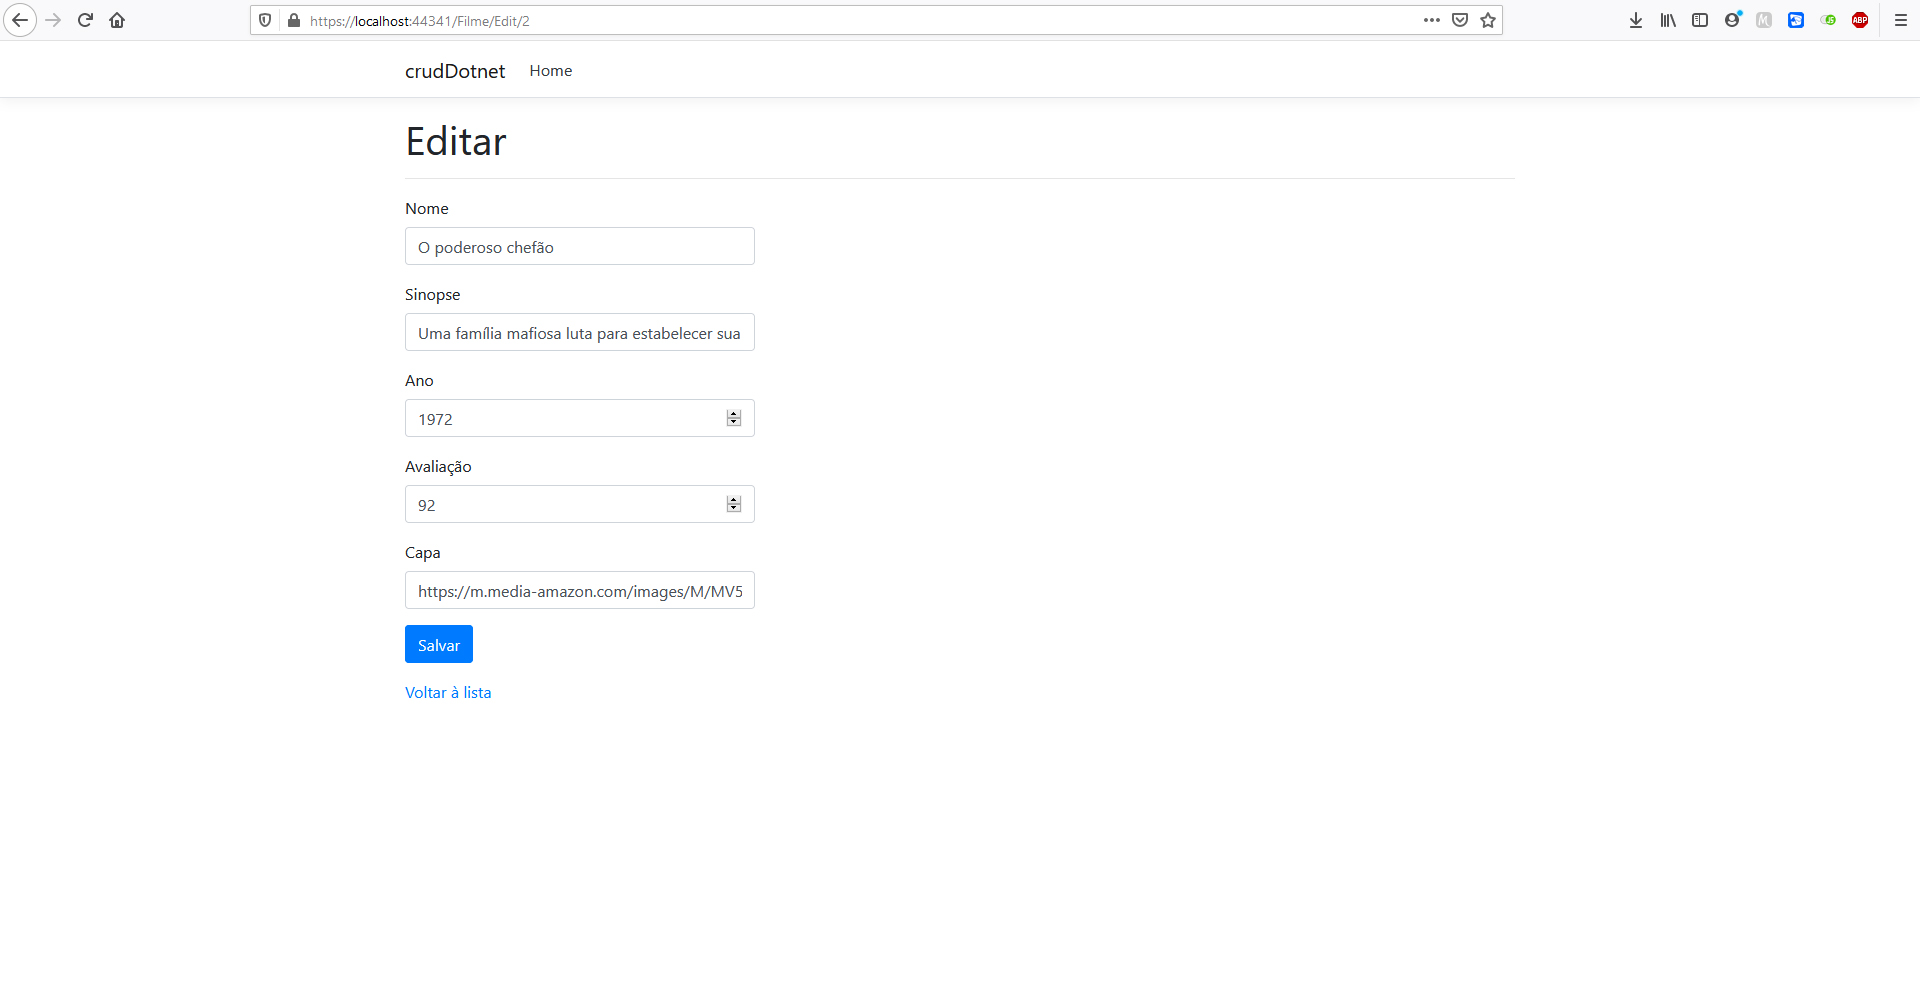 https://localhost:44341/Filme/Edit/2
ABP
crudDotnet Home
Editar
Nome
O poderoso chefão
Sinopse
Uma família mafiosa luta para estabelecer sua
Ano
1972
Avaliação
92
Capa
https://m.media-amazon.com/images/M/MV5
Salvar
Voltar à lista